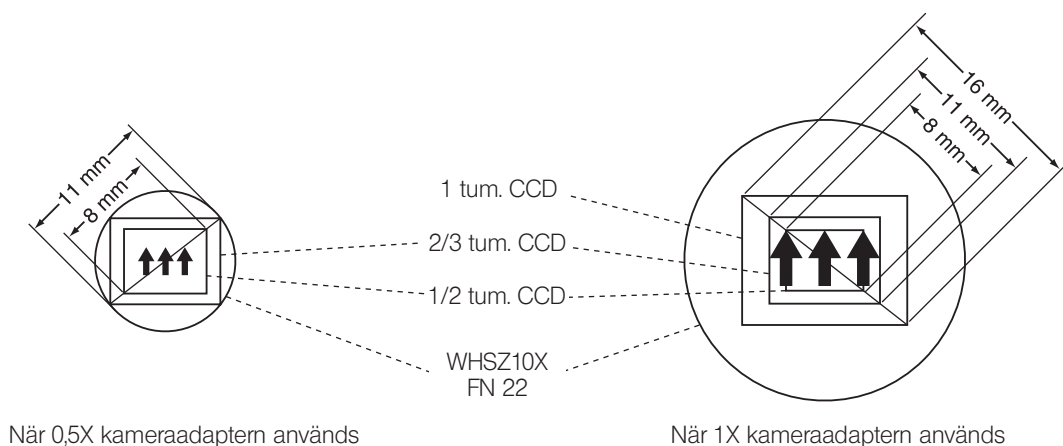 11 mm
8 mm
1 tum. CCD
2/3 tum. CCD
1/2 tum. CCD
WHSZ10X
FN 22
16 mm
11 mm
8 mm
När 0,5X kameraadaptern används
När 1X kameraadaptern används